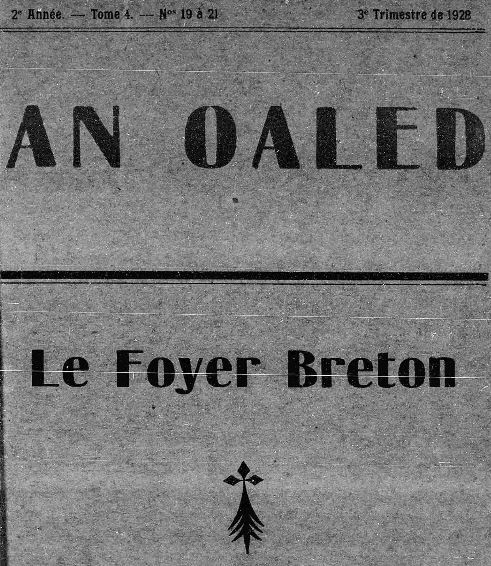 2e Année. — Tome 4. — Nos 19 à 21 3e Trimestre de 1928
AN OALED
Le Foyer Breton